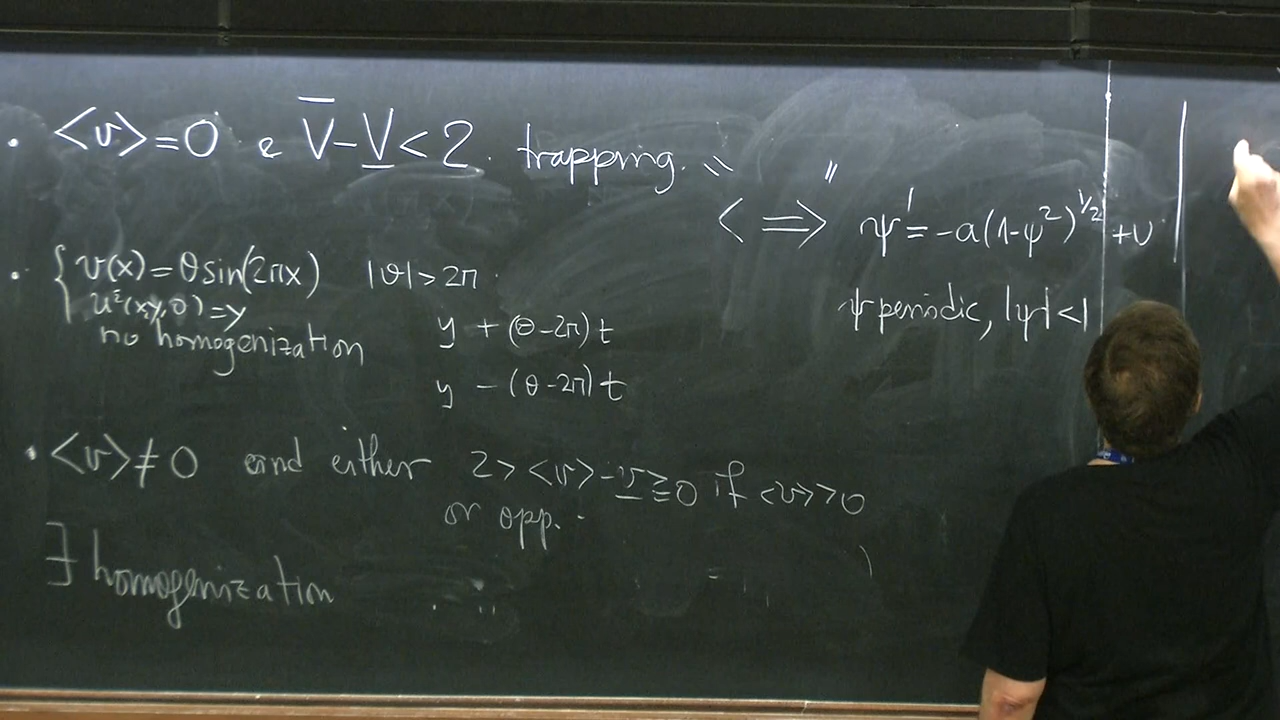 · <v> = 0 e V̅ - V̲ < 2. trapping. " "
<=> ψ' = -a(1-ψ²)^{1/2} + v
ψ periodic, |ψ| < 1
· { v(x) = θ sin(2πx) |θ| > 2π
u²(x,y,0) = y
no homogenization
y + (θ-2π)t
y - (θ-2π)t
· <v> ≠ 0 and either 2 > <v> - v̲ ≥ 0 if <v> > 0
or opp.
∃ homogenization